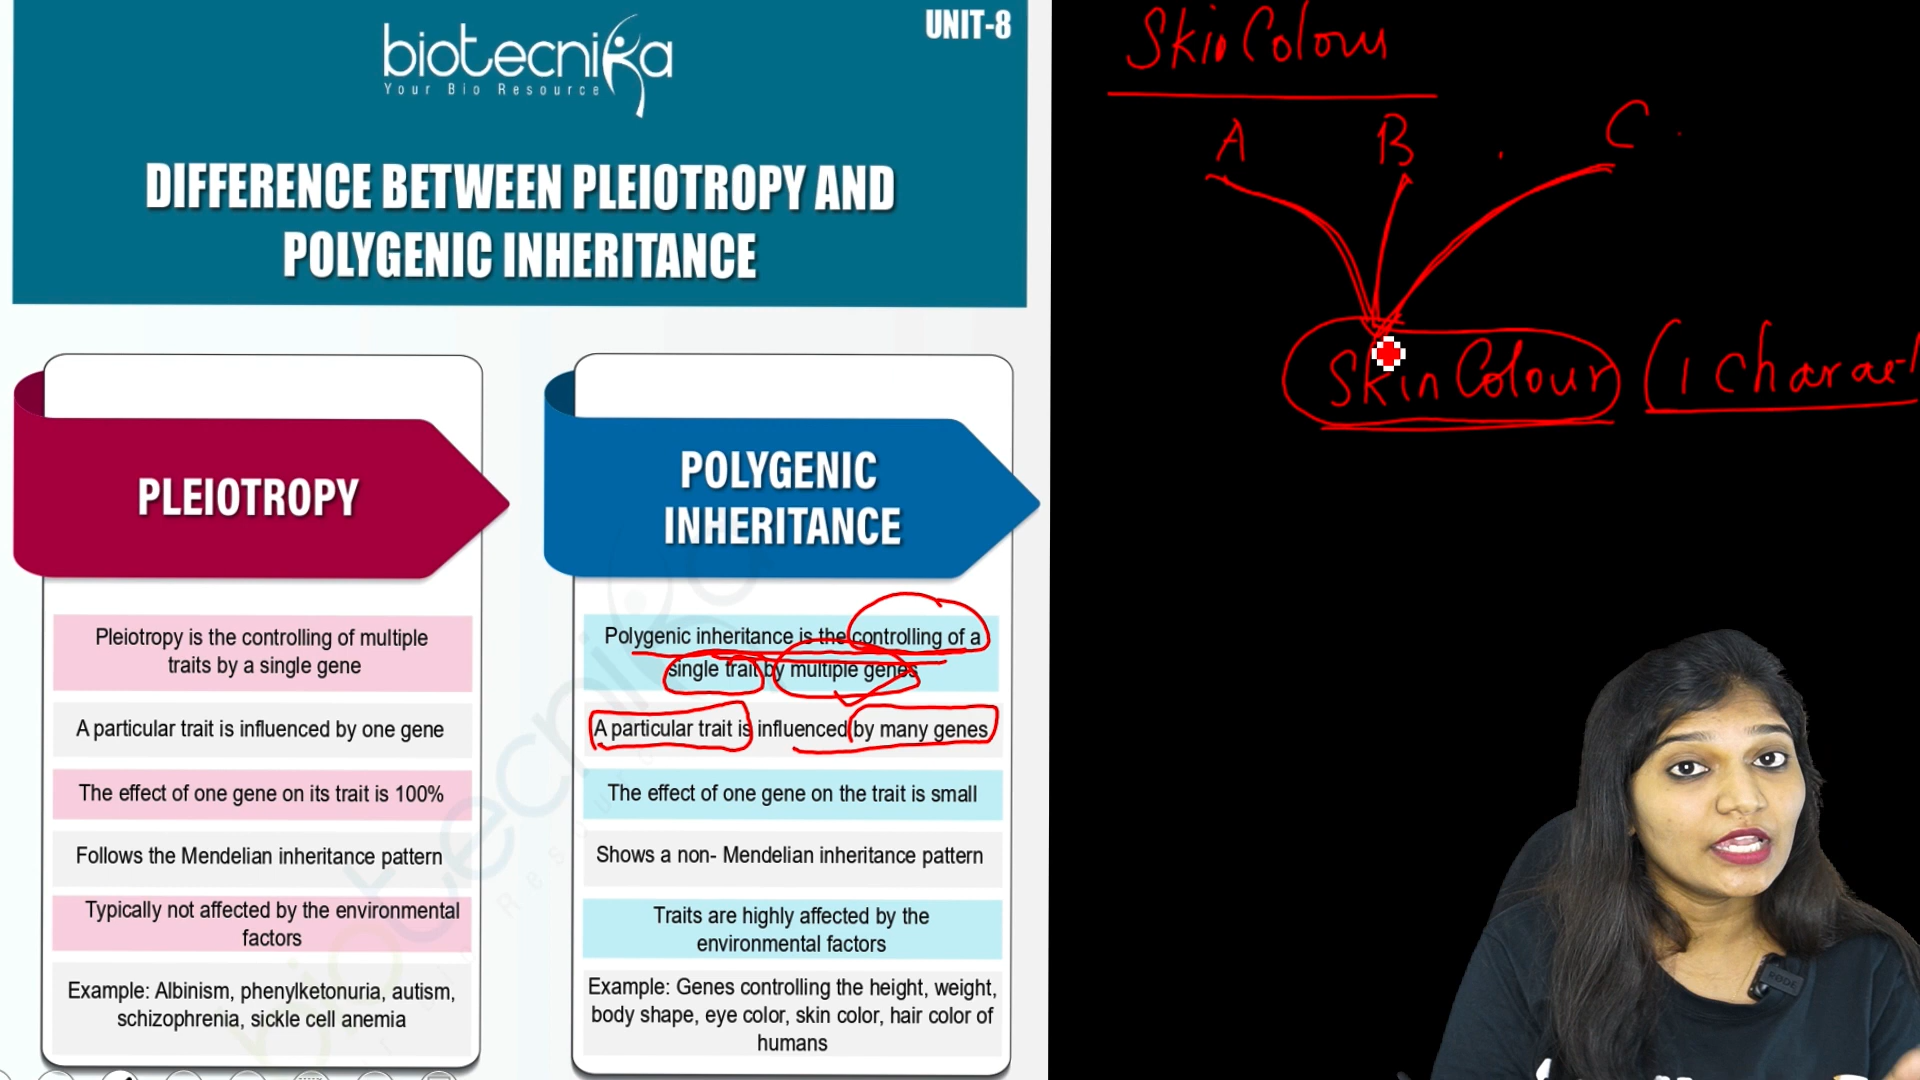 UNIT-8
biotecnika
Your Bio Resource
DIFFERENCE BETWEEN PLEIOTROPY AND
POLYGENIC INHERITANCE
PLEIOTROPY
Pleiotropy is the controlling of multiple
traits by a single gene
A particular trait is influenced by one gene
The effect of one gene on its trait is 100%
Follows the Mendelian inheritance pattern
Typically not affected by the environmental
factors
Example: Albinism, phenylketonuria, autism,
schizophrenia, sickle cell anemia
POLYGENIC
INHERITANCE
Polygenic inheritance is the controlling of a
single trait by multiple genes
A particular trait is influenced by many genes
The effect of one gene on the trait is small
Shows a non- Mendelian inheritance pattern
Traits are highly affected by the
environmental factors
Example: Genes controlling the height, weight,
body shape, eye color, skin color, hair color of
humans
Skin Colour
A B C
Skin Colour (1 charact
RODE